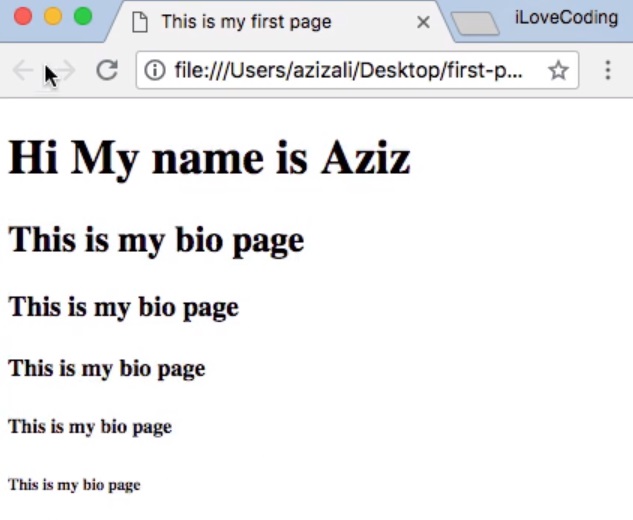 This is my first page
iLoveCoding
file:///Users/azizali/Desktop/first-p...
Hi My name is Aziz
This is my bio page
This is my bio page
This is my bio page
This is my bio page
This is my bio page